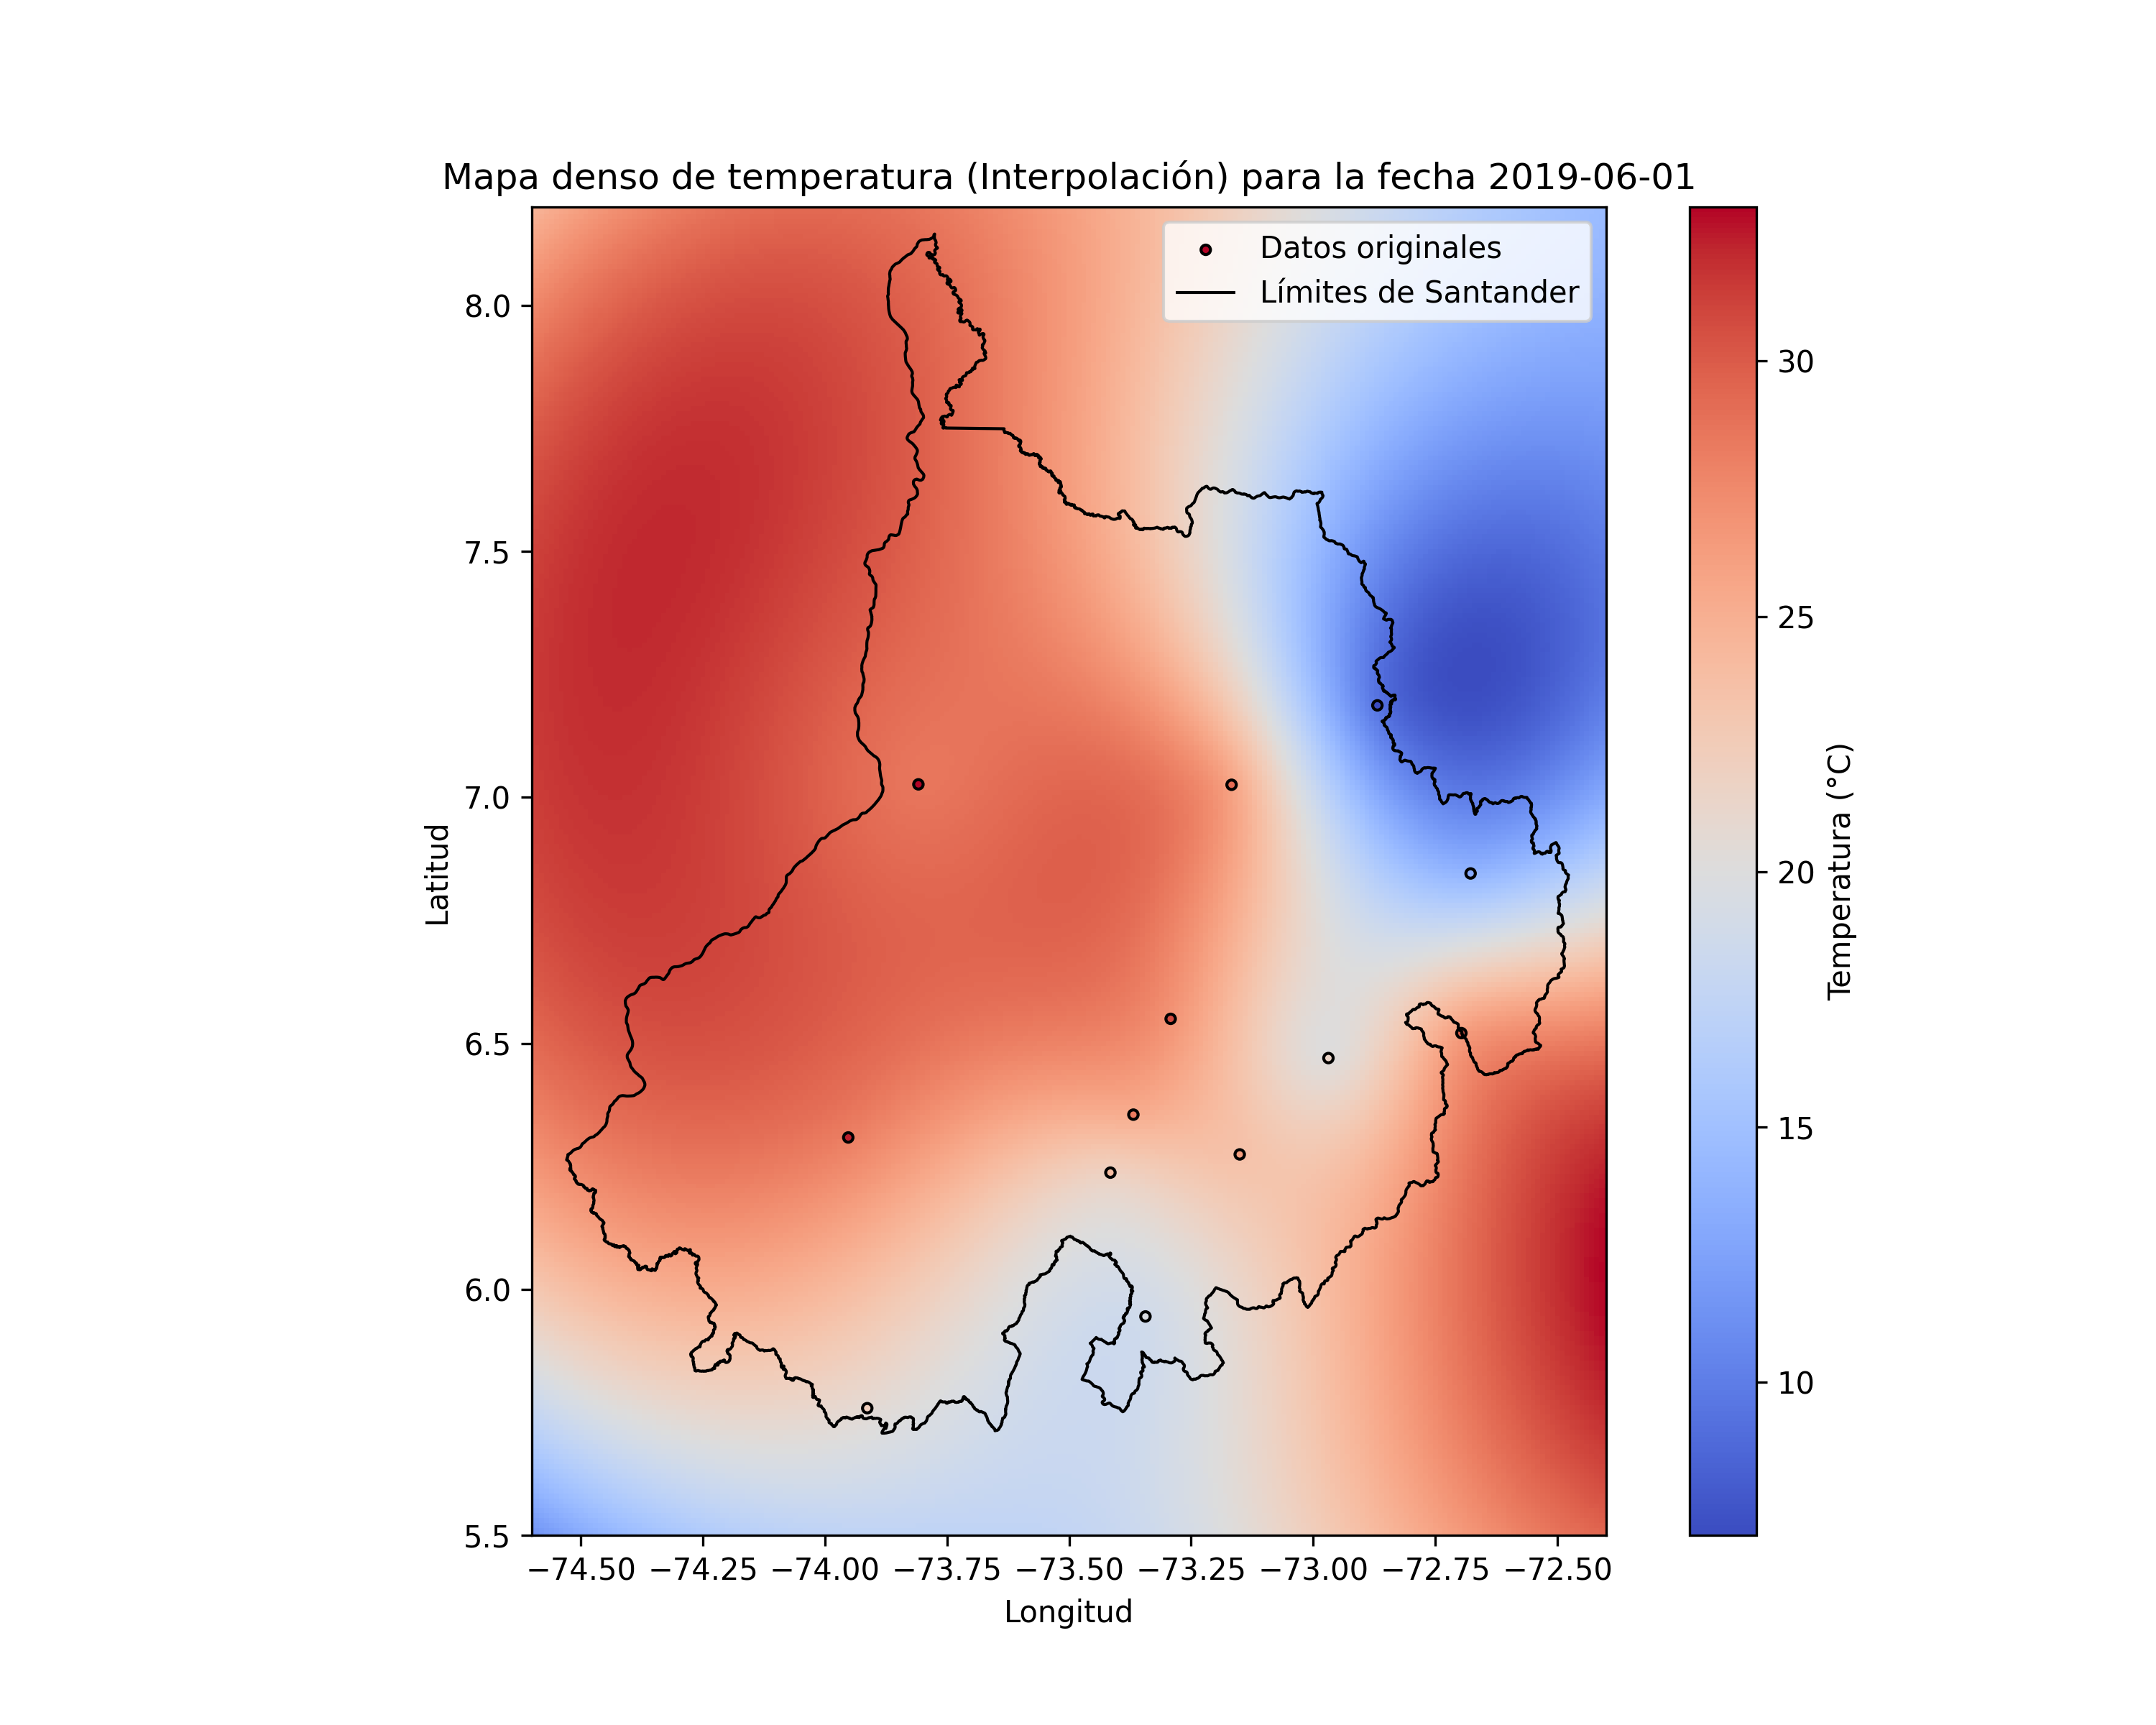 Mapa denso de temperatura (Interpolación) para la fecha 2019-06-01
Datos originales
Límites de Santander
8.0
7.5
7.0
6.5
6.0
5.5
Latitud
−74.50 −74.25 −74.00 −73.75 −73.50 −73.25 −73.00 −72.75 −72.50
Longitud
30
25
20
15
10
Temperatura (°C)